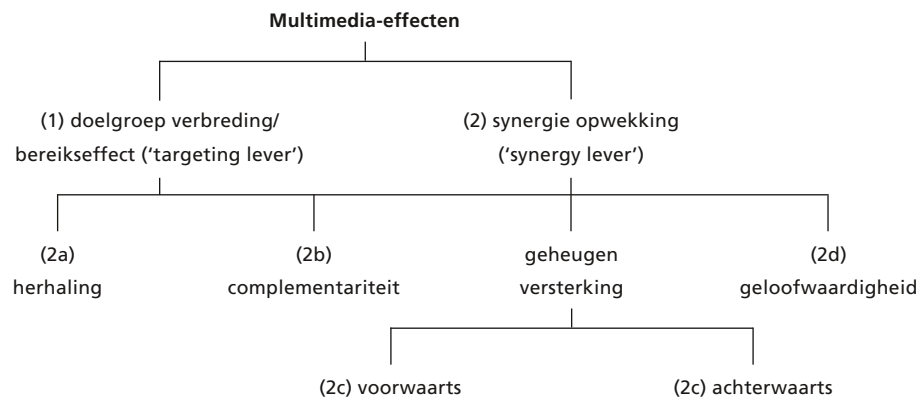 Multimedia-effecten
(1) doelgroep verbreding/
bereikseffect (‘targeting lever’)
(2) synergie opwekking
(‘synergy lever’)
(2a)
herhaling
(2b)
complementariteit
geheugen
versterking
(2d)
geloofwaardigheid
(2c) voorwaarts
(2c) achterwaarts